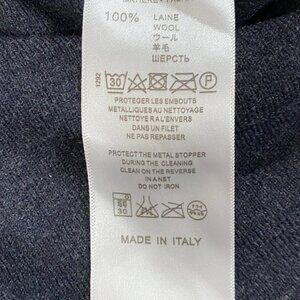 100% LAINE
WOOL
ウール
羊毛
ШЕРСТЬ
1292
30
P
PROTEGER LES EMBOUTS
METALLIQUES AU NETTOYAGE
NETTOYER A L'ENVERS
DANS UN FILET
NE PAS REPASSER
PROTECT THE METAL STOPPER
DURING THE CLEANING
CLEAN ON THE REVERSE
IN A NET
DO NOT IRON
30
MADE IN ITALY